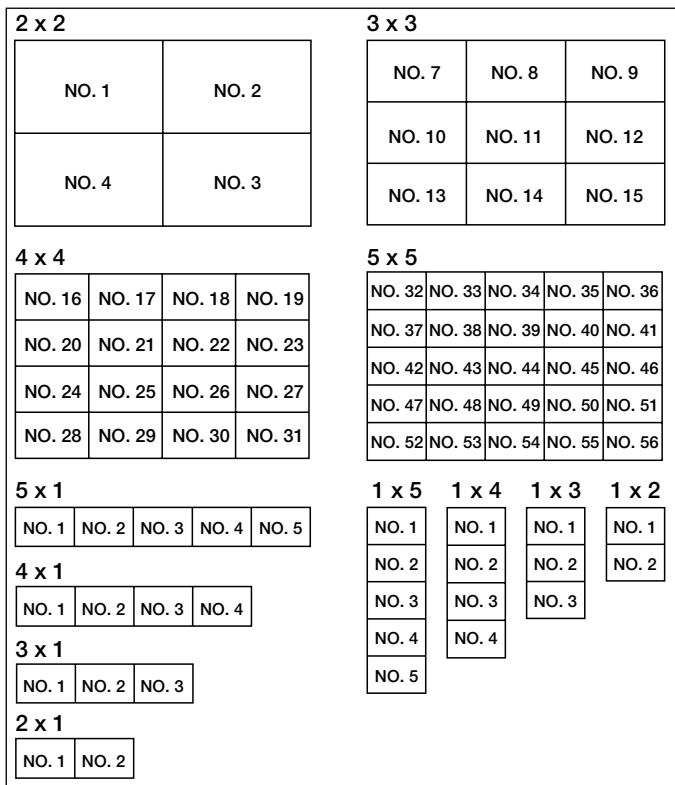 2 x 2
NO. 1 NO. 2
NO. 4 NO. 3
3 x 3
NO. 7 NO. 8 NO. 9
NO. 10 NO. 11 NO. 12
NO. 13 NO. 14 NO. 15
4 x 4
NO. 16 NO. 17 NO. 18 NO. 19
NO. 20 NO. 21 NO. 22 NO. 23
NO. 24 NO. 25 NO. 26 NO. 27
NO. 28 NO. 29 NO. 30 NO. 31
5 x 5
NO. 32 NO. 33 NO. 34 NO. 35 NO. 36
NO. 37 NO. 38 NO. 39 NO. 40 NO. 41
NO. 42 NO. 43 NO. 44 NO. 45 NO. 46
NO. 47 NO. 48 NO. 49 NO. 50 NO. 51
NO. 52 NO. 53 NO. 54 NO. 55 NO. 56
5 x 1
NO. 1 NO. 2 NO. 3 NO. 4 NO. 5
4 x 1
NO. 1 NO. 2 NO. 3 NO. 4
3 x 1
NO. 1 NO. 2 NO. 3
2 x 1
NO. 1 NO. 2
1 x 5
NO. 1
NO. 2
NO. 3
NO. 4
NO. 5
1 x 4
NO. 1
NO. 2
NO. 3
NO. 4
1 x 3
NO. 1
NO. 2
NO. 3
1 x 2
NO. 1
NO. 2